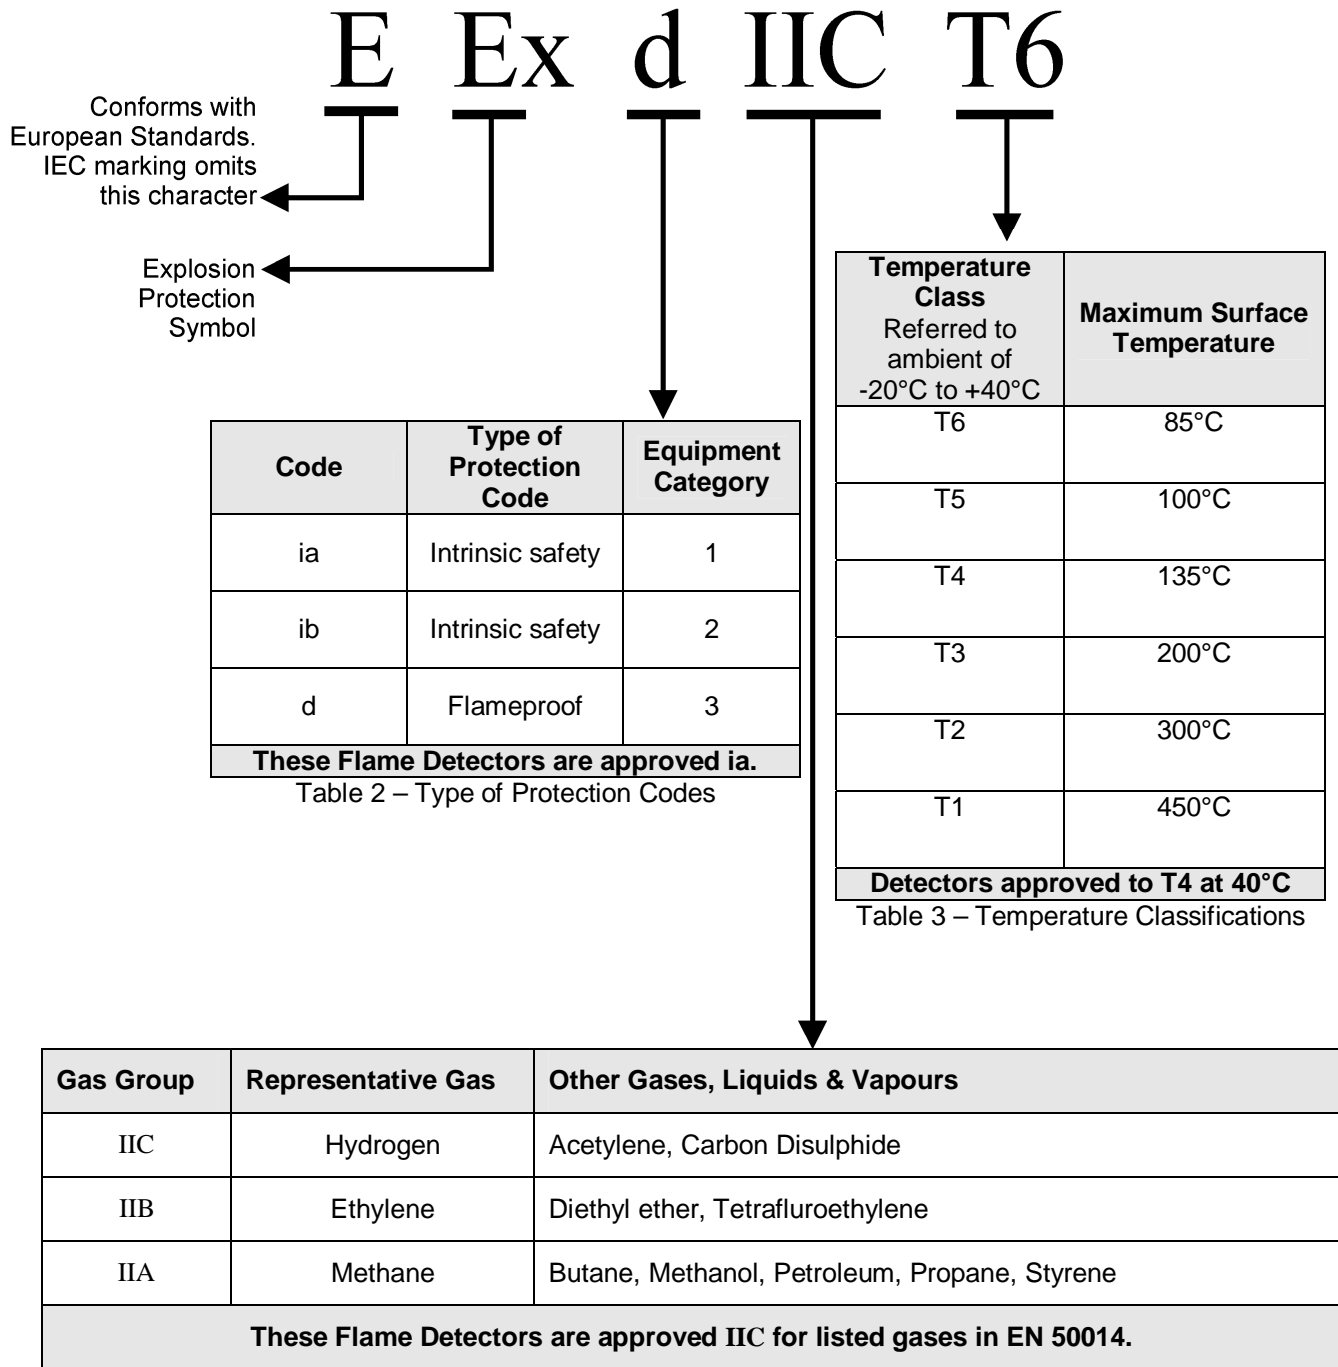 E Ex d IIC T6
Conforms with
European Standards.
IEC marking omits
this character
Explosion
Protection
Symbol
Temperature
Class
Referred to
ambient of
-20°C to +40°C
Maximum Surface
Temperature
T6 85°C
T5 100°C
T4 135°C
T3 200°C
T2 300°C
T1 450°C
Detectors approved to T4 at 40°C
Table 3 – Temperature Classifications
Code
Type of
Protection
Code
Equipment
Category
ia Intrinsic safety 1
ib Intrinsic safety 2
d Flameproof 3
These Flame Detectors are approved ia.
Table 2 – Type of Protection Codes
Gas Group Representative Gas Other Gases, Liquids & Vapours
IIC Hydrogen Acetylene, Carbon Disulphide
IIB Ethylene Diethyl ether, Tetrafluroethylene
IIA Methane Butane, Methanol, Petroleum, Propane, Styrene
These Flame Detectors are approved IIC for listed gases in EN 50014.